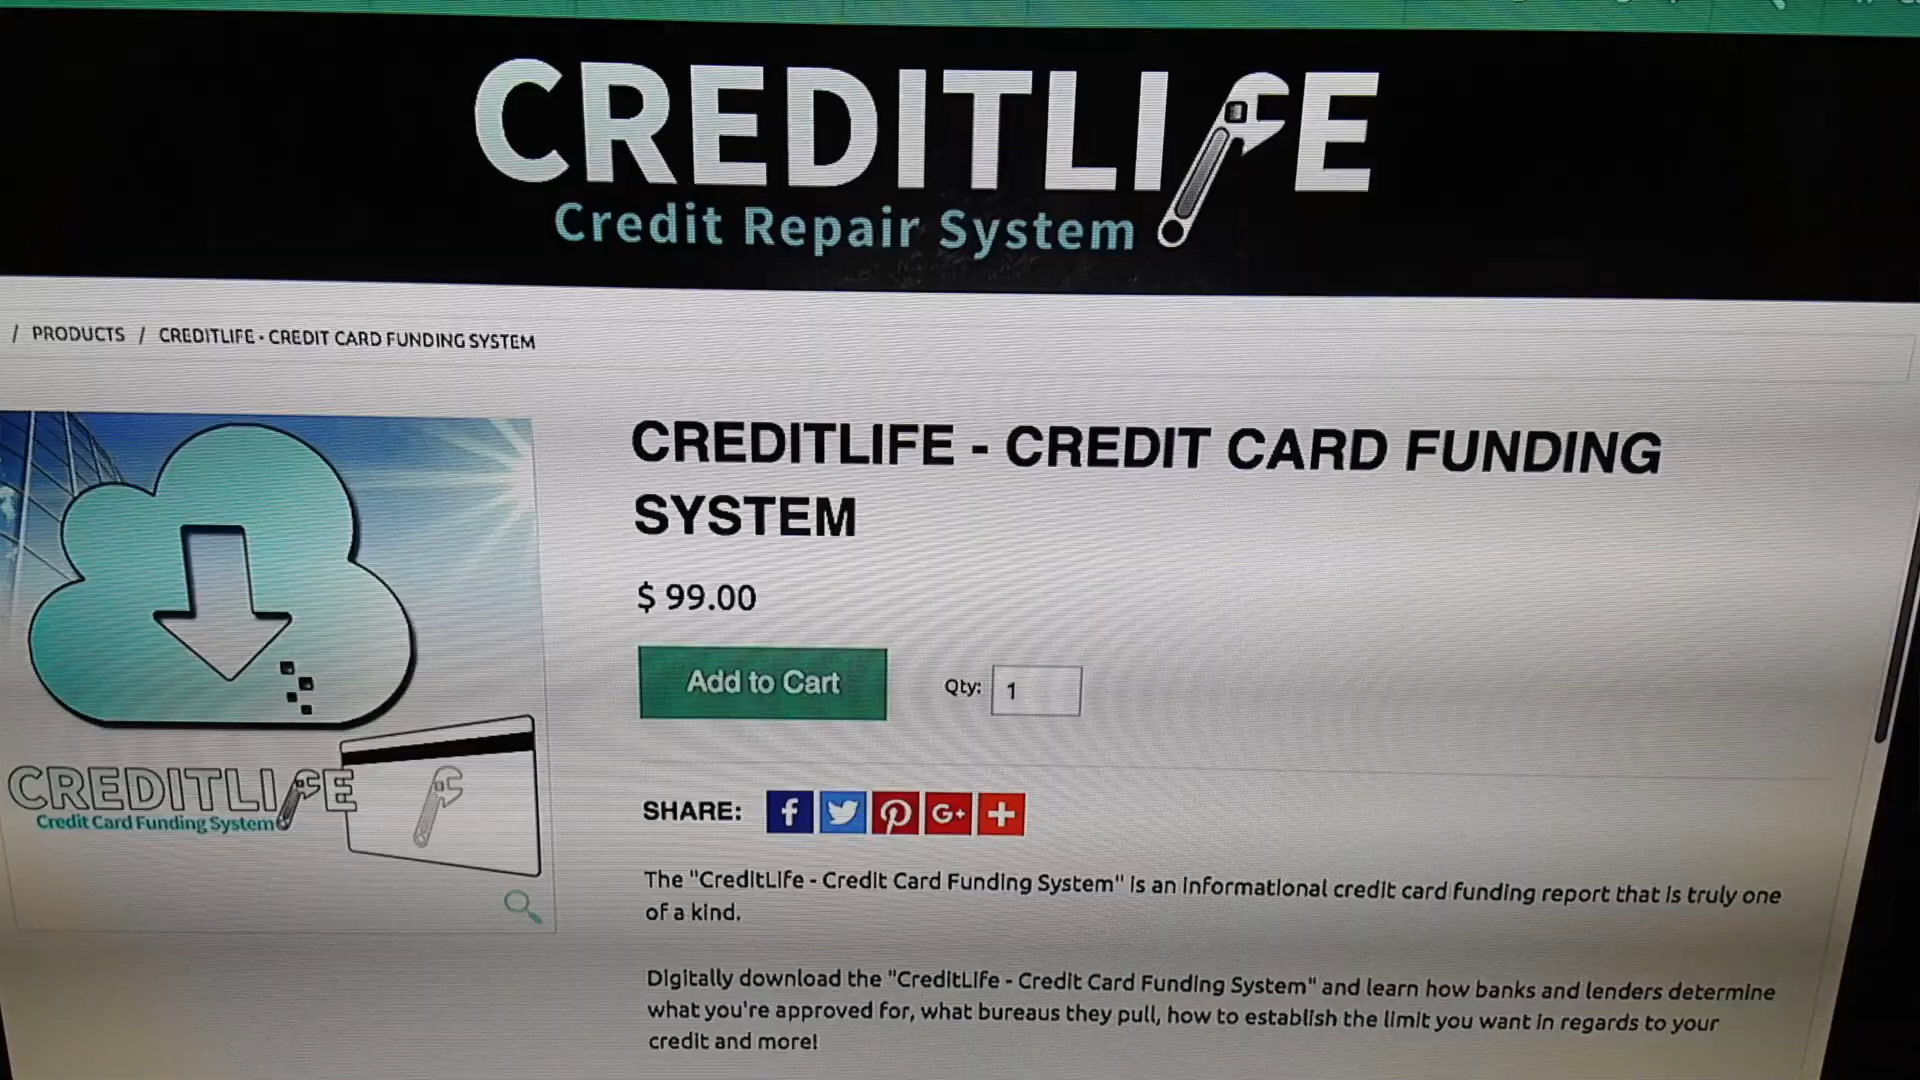 CREDITLIFE
Credit Repair System
/ PRODUCTS / CREDITLIFE - CREDIT CARD FUNDING SYSTEM
CREDITLIFE - CREDIT CARD FUNDING
SYSTEM
$ 99.00
Add to Cart
Qty: 1
CREDITLIFE
Credit Card Funding System
SHARE: f G+ +
The "CreditLife - Credit Card Funding System" is an informational credit card funding report that is truly one
of a kind.
Digitally download the "CreditLife - Credit Card Funding System" and learn how banks and lenders determine
what you're approved for, what bureaus they pull, how to establish the limit you want in regards to your
credit and more!